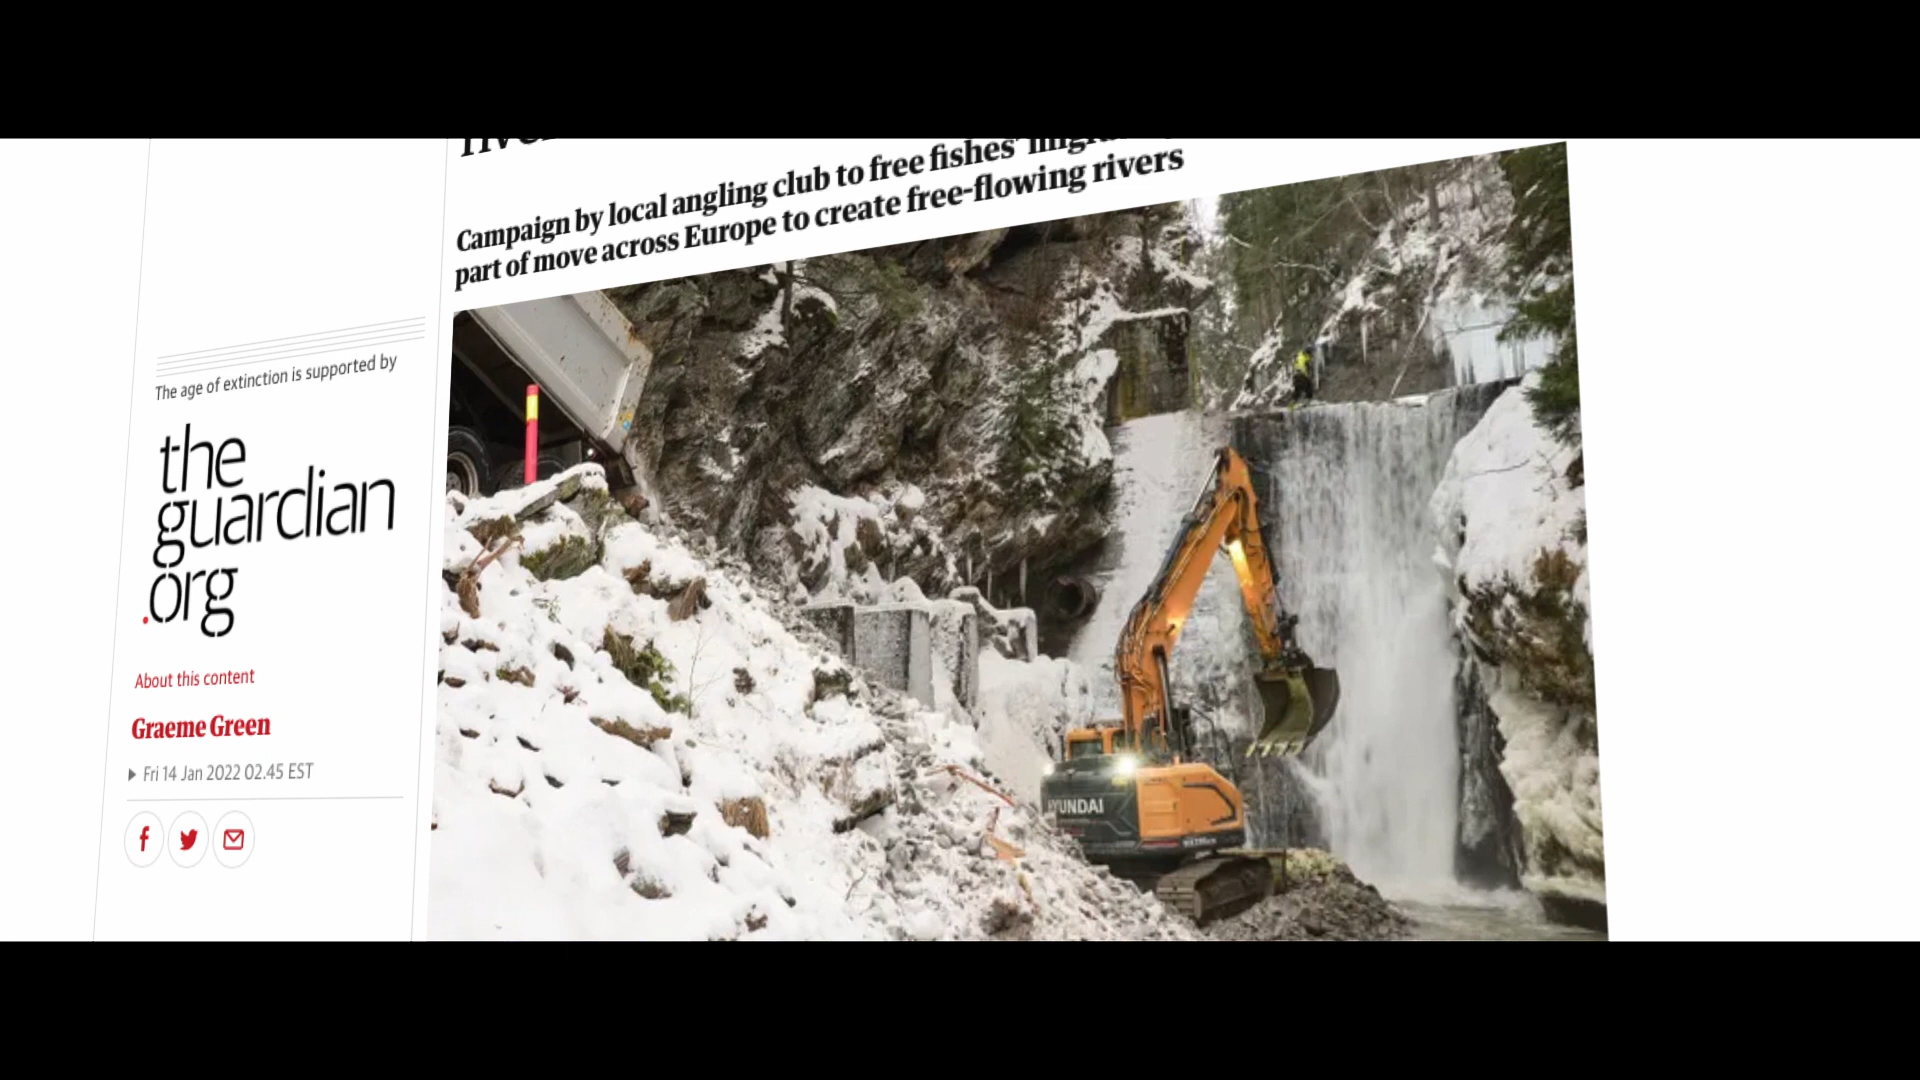 Campaign by local angling club to free fishes'
part of move across Europe to create free-flowing rivers
The age of extinction is supported by
the
guardian
.org
About this content
Graeme Green
Fri 14 Jan 2022 02.45 EST
HYUNDAI